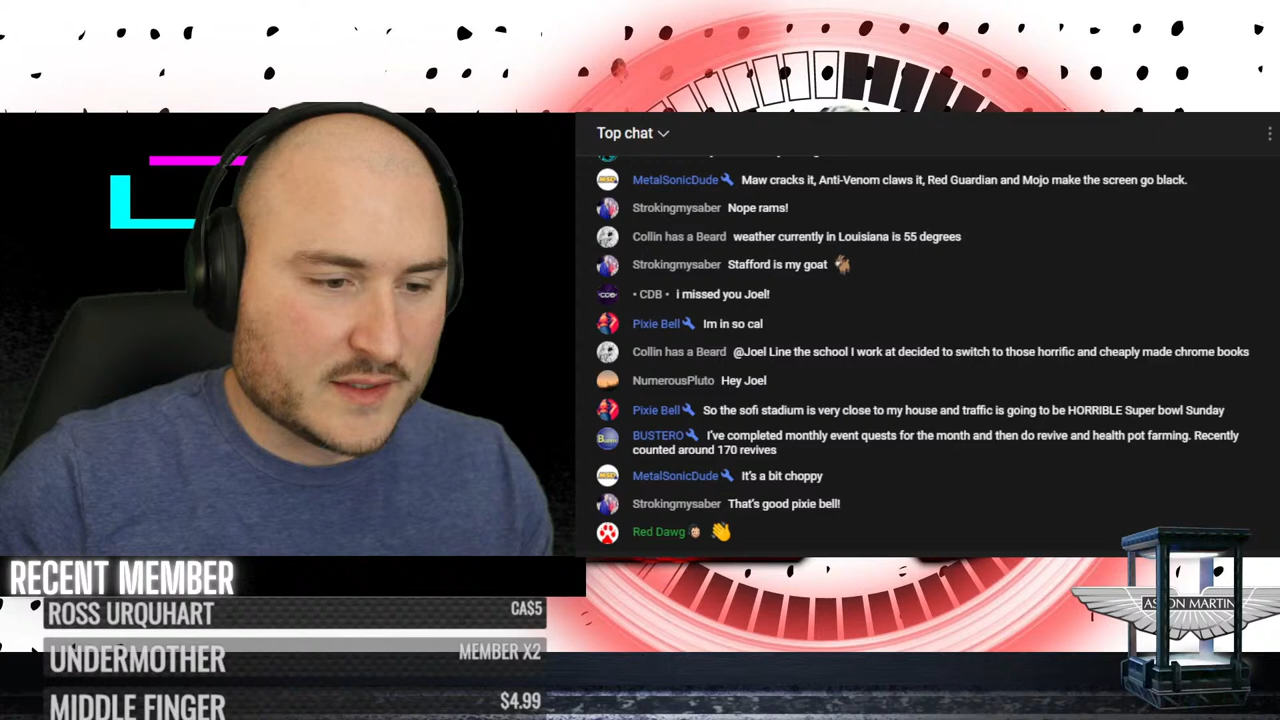 Top chat
MetalSonicDude Maw cracks it, Anti-Venom claws it, Red Guardian and Mojo make the screen go black.
Strokingmysaber Nope rams!
Collin has a Beard weather currently in Louisiana is 55 degrees
Strokingmysaber Stafford is my goat
• CDB • i missed you Joel!
Pixie Bell Im in so cal
Collin has a Beard @Joel Line the school I work at decided to switch to those horrific and cheaply made chrome books
NumerousPluto Hey Joel
Pixie Bell So the sofi stadium is very close to my house and traffic is going to be HORRIBLE Super bowl Sunday
BUSTERO I've completed monthly event quests for the month and then do revive and health pot farming. Recently
counted around 170 revives
MetalSonicDude It's a bit choppy
Strokingmysaber That's good pixie bell!
Red Dawg
RECENT MEMBER
ROSS URQUHART CA$5
UNDERMOTHER MEMBER X2
MIDDLE FINGER $4.99
ASTON MARTIN